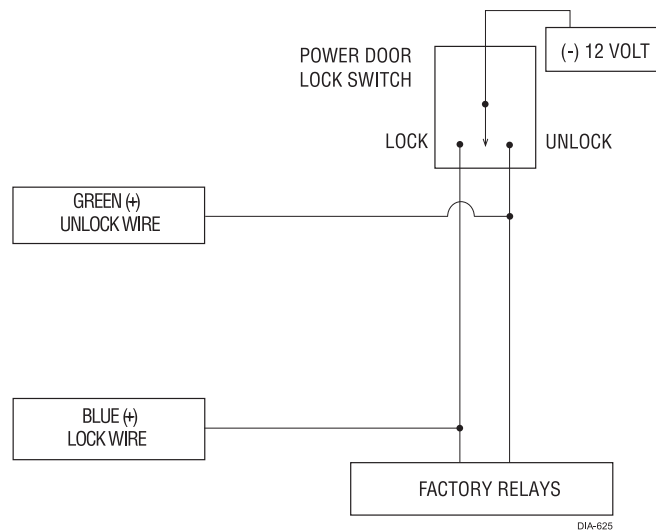 POWER DOOR
LOCK SWITCH
(-) 12 VOLT
LOCK
UNLOCK
GREEN (+)
UNLOCK WIRE
BLUE (+)
LOCK WIRE
FACTORY RELAYS
DIA-625